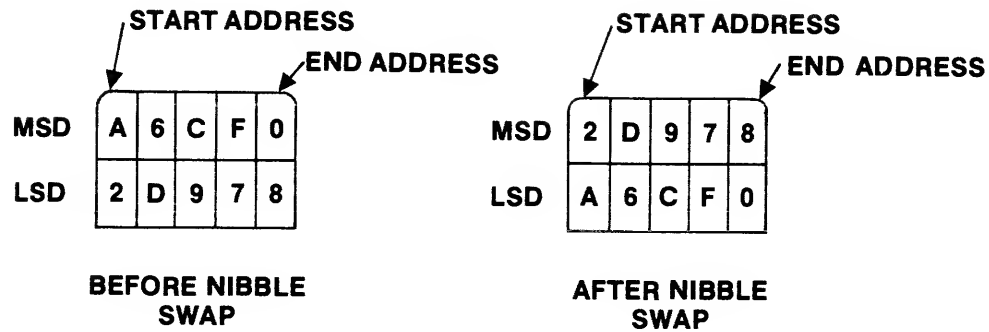 START ADDRESS
END ADDRESS
MSD A 6 C F 0
LSD 2 D 9 7 8
BEFORE NIBBLE
SWAP
START ADDRESS
END ADDRESS
MSD 2 D 9 7 8
LSD A 6 C F 0
AFTER NIBBLE
SWAP